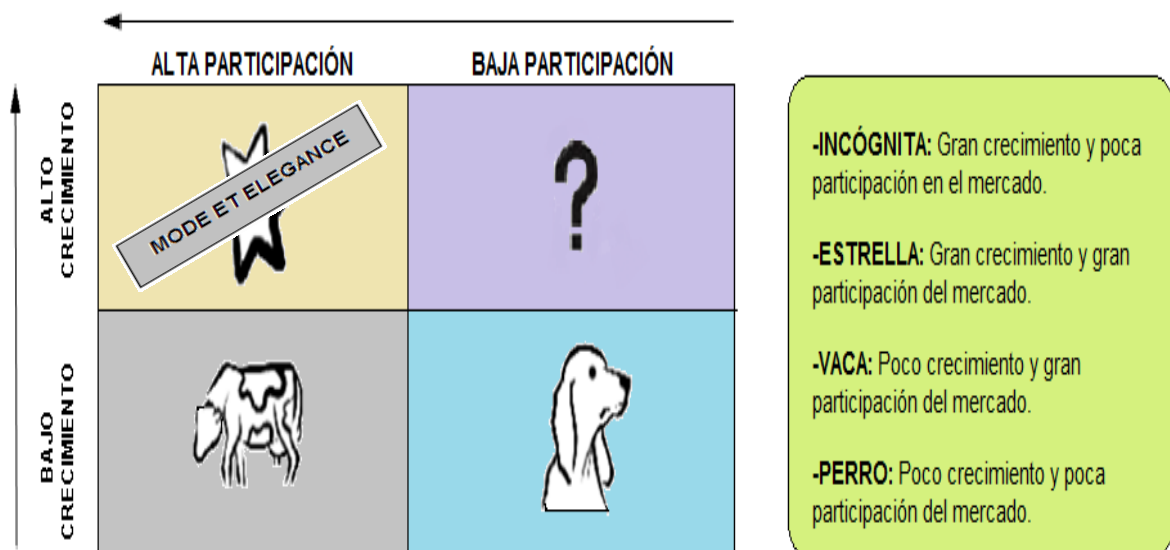 ALTA PARTICIPACIÓN
BAJA PARTICIPACIÓN
ALTO
CRECIMIENTO
MODE ET ELEGANCE
?
BAJO
CRECIMIENTO
-INCÓGNITA: Gran crecimiento y poca
participación en el mercado.
-ESTRELLA: Gran crecimiento y gran
participación del mercado.
-VACA: Poco crecimiento y gran
participación del mercado.
-PERRO: Poco crecimiento y poca
participación del mercado.